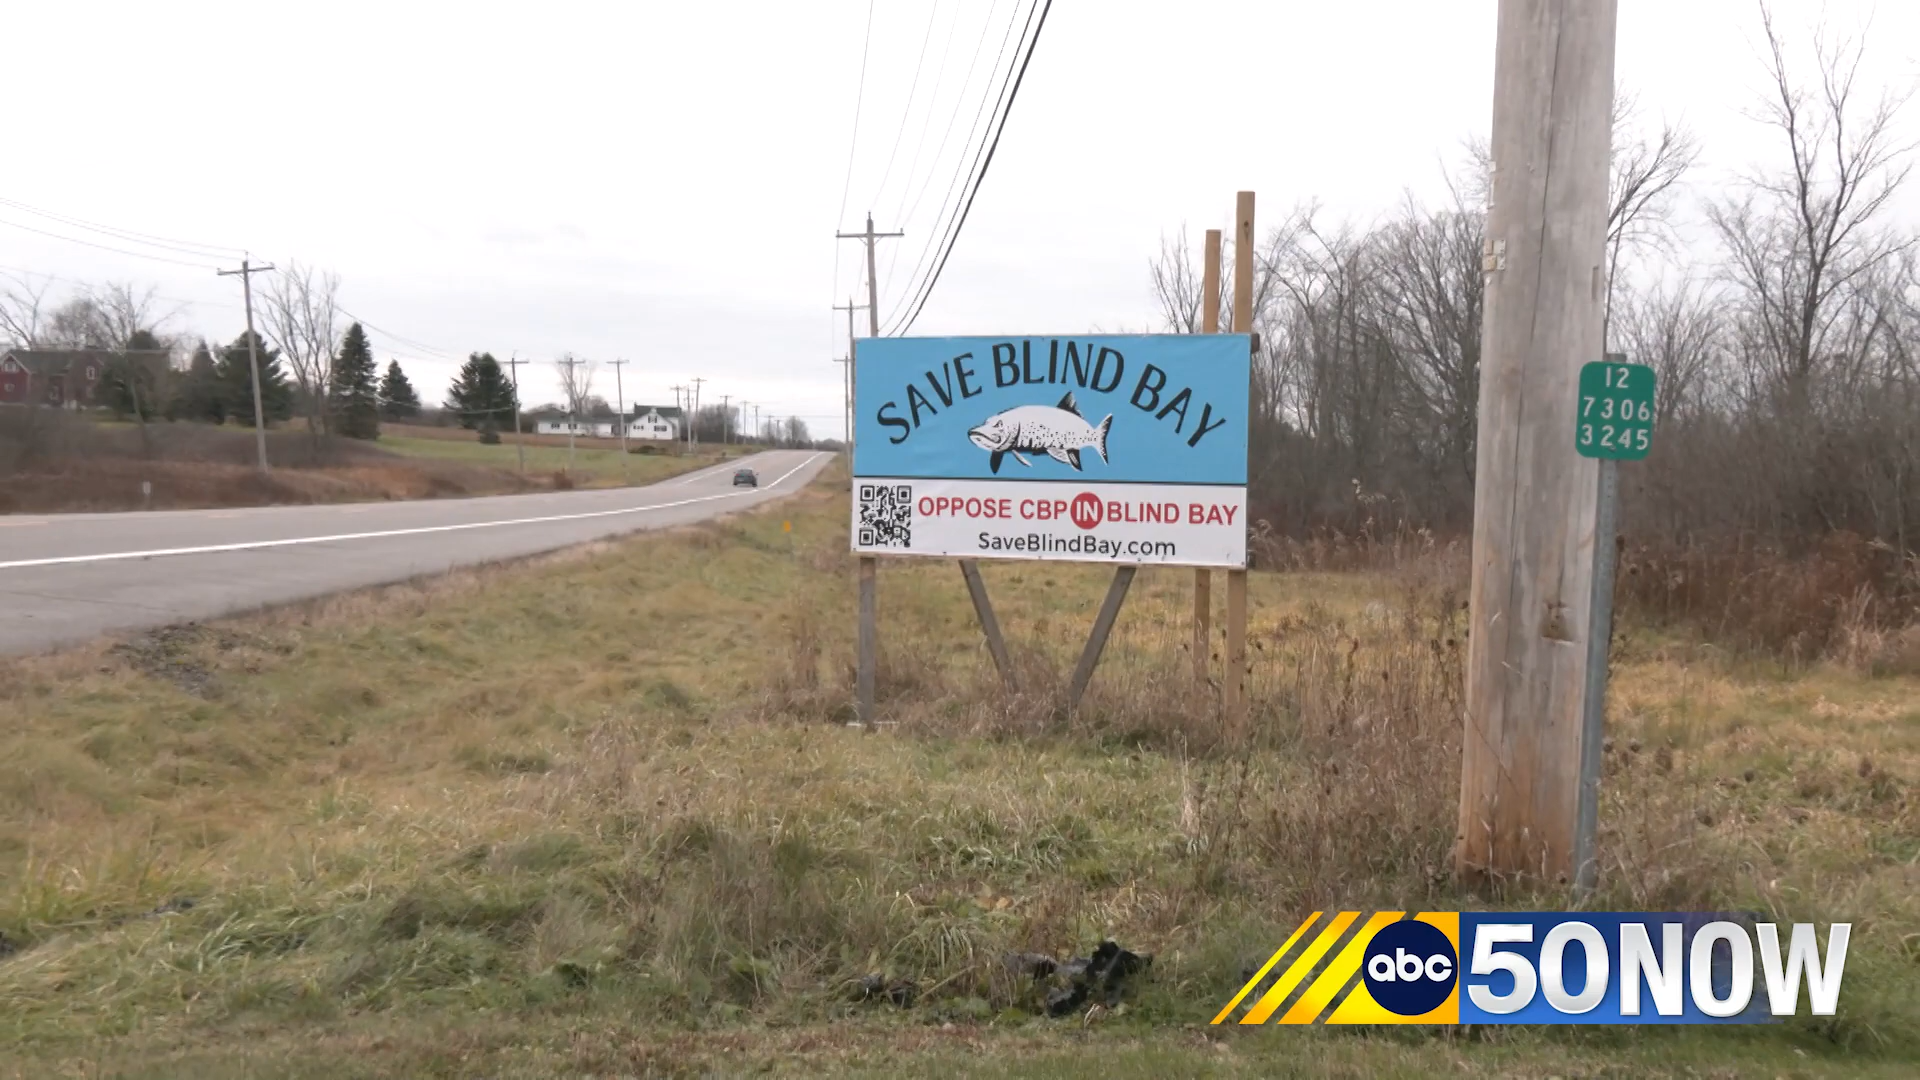 SAVE BLIND BAY
OPPOSE CBP IN BLIND BAY
SaveBlindBay.com
12
7306
3245
abc 50NOW